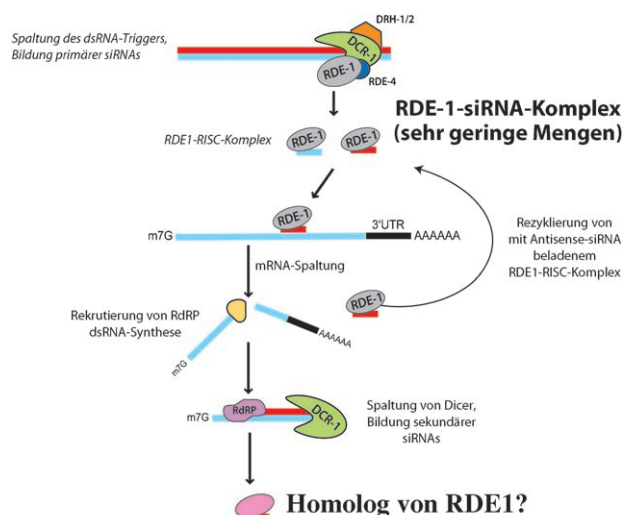 DRH-1/2
Spaltung des dsRNA-Triggers,
Bildung primärer siRNAs
DCR-1
RDE-1
RDE-4
RDE-1-siRNA-Komplex
(sehr geringe Mengen)
RDE1-RISC-Komplex
RDE-1
RDE-1
RDE-1
m7G
3'UTR
AAAAAA
Rezyklierung von
mit Antisense-siRNA
beladenem
RDE1-RISC-Komplex
mRNA-Spaltung
RDE-1
Rekrutierung von RdRP
dsRNA-Synthese
AAAAAA
m7G
RdRP
m7G
DCR-1
Spaltung von Dicer,
Bildung sekundärer
siRNAs
Homolog von RDE1?